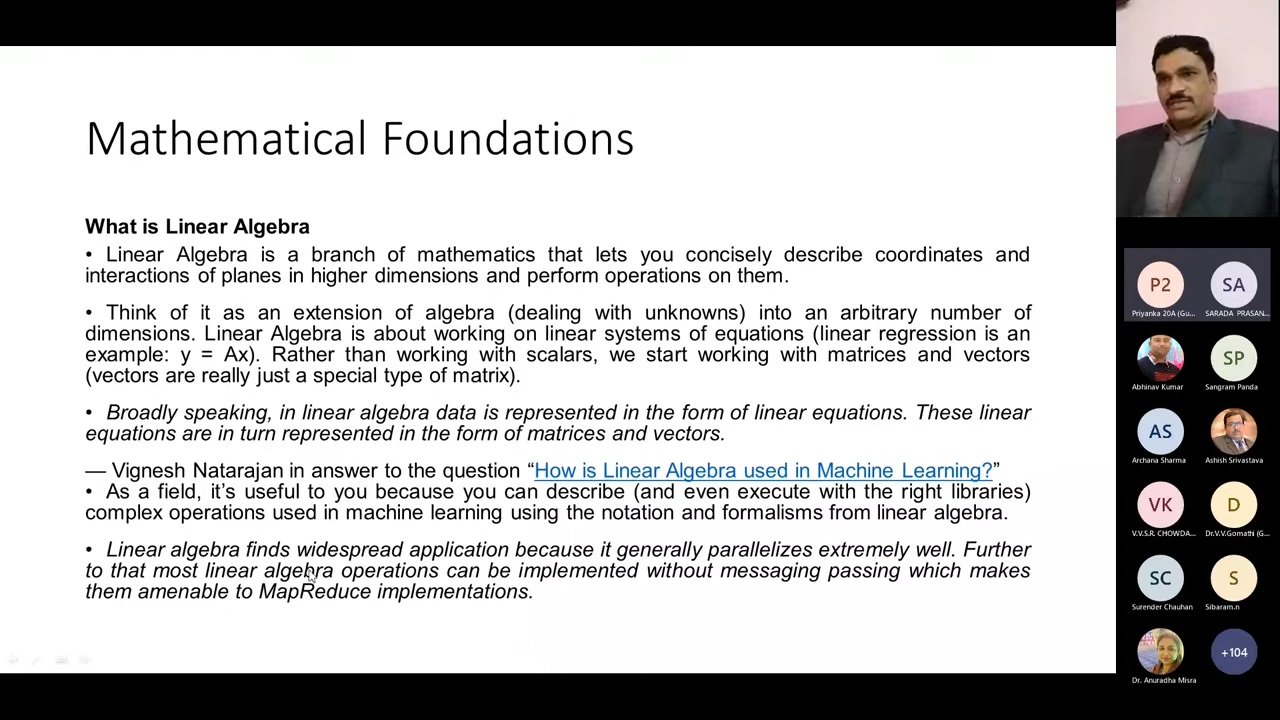 Mathematical Foundations
What is Linear Algebra
• Linear Algebra is a branch of mathematics that lets you concisely describe coordinates and
interactions of planes in higher dimensions and perform operations on them.
• Think of it as an extension of algebra (dealing with unknowns) into an arbitrary number of
dimensions. Linear Algebra is about working on linear systems of equations (linear regression is an
example: y = Ax). Rather than working with scalars, we start working with matrices and vectors
(vectors are really just a special type of matrix).
• Broadly speaking, in linear algebra data is represented in the form of linear equations. These linear
equations are in turn represented in the form of matrices and vectors.
— Vignesh Natarajan in answer to the question “How is Linear Algebra used in Machine Learning?”
• As a field, it’s useful to you because you can describe (and even execute with the right libraries)
complex operations used in machine learning using the notation and formalisms from linear algebra.
• Linear algebra finds widespread application because it generally parallelizes extremely well. Further
to that most linear algebra operations can be implemented without messaging passing which makes
them amenable to MapReduce implementations.
P2 SA
Priyanka 20A (Gu... SARADA PRASAN...
SP
Abhinav Kumar Sangram Panda
AS
Archana Sharma Ashish Srivastava
VK D
V.V.S.R. CHOWDA... Dr.V.V.Gomathi (G...
SC S
Surender Chauhan Sibaram.n
+104
Dr. Anuradha Misra